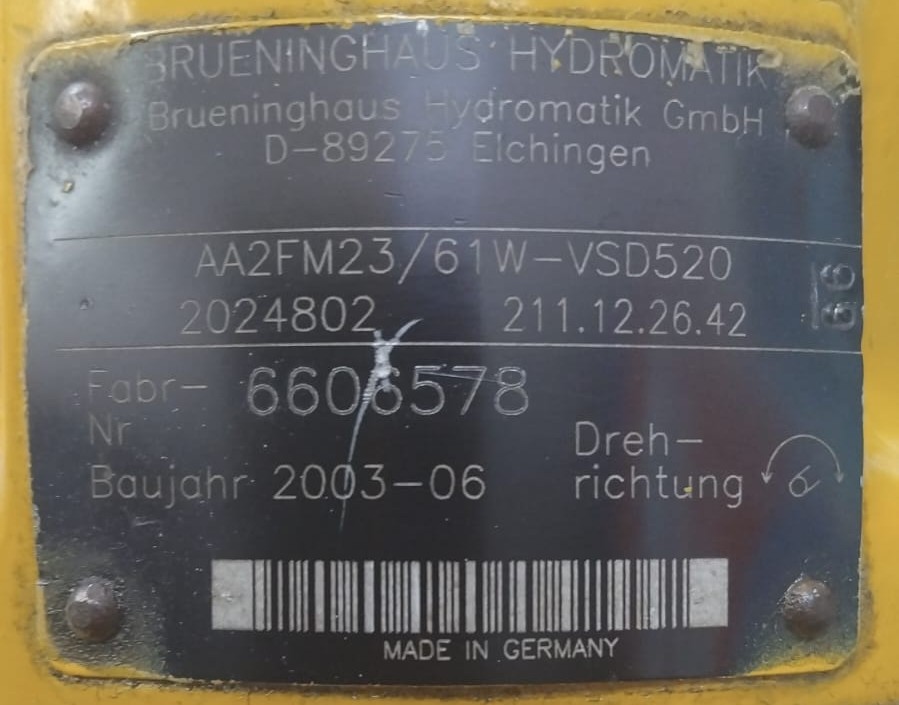 BRUENINGHAUS HYDROMATIK
Brueninghaus Hydromatik GmbH
D-89275 Elchingen
AA2FM23/61W-VSD520
2024802 211.12.26.42
Fabr-
Nr 6606578
Baujahr 2003-06
Dreh-
richtung
MADE IN GERMANY